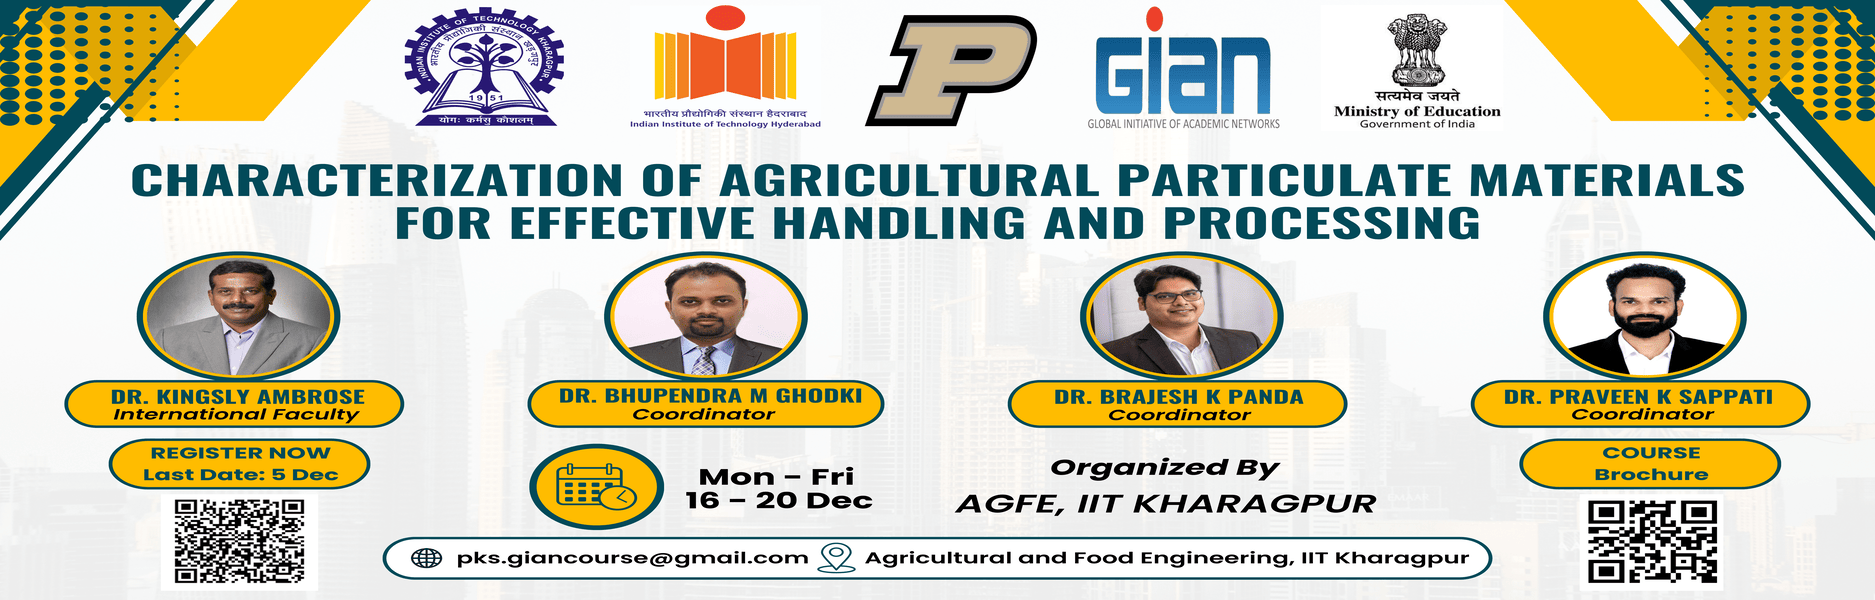 INDIAN INSTITUTE OF TECHNOLOGY KHARAGPUR
भारतीय प्रौद्योगिकी संस्थान खड़गपुर
1951
योगः कर्मसु कौशलम्
भारतीय प्रौद्योगिकी संस्थान हैदराबाद
Indian Institute of Technology Hyderabad
P
GIAN
GLOBAL INITIATIVE OF ACADEMIC NETWORKS
सत्यमेव जयते
Ministry of Education
Government of India
CHARACTERIZATION OF AGRICULTURAL PARTICULATE MATERIALS
FOR EFFECTIVE HANDLING AND PROCESSING
DR. KINGSLY AMBROSE
International Faculty
DR. BHUPENDRA M GHODKI
Coordinator
DR. BRAJESH K PANDA
Coordinator
DR. PRAVEEN K SAPPATI
Coordinator
REGISTER NOW
Last Date: 5 Dec
Mon – Fri
16 – 20 Dec
Organized By
AGFE, IIT KHARAGPUR
COURSE
Brochure
pks.giancourse@gmail.com
Agricultural and Food Engineering, IIT Kharagpur